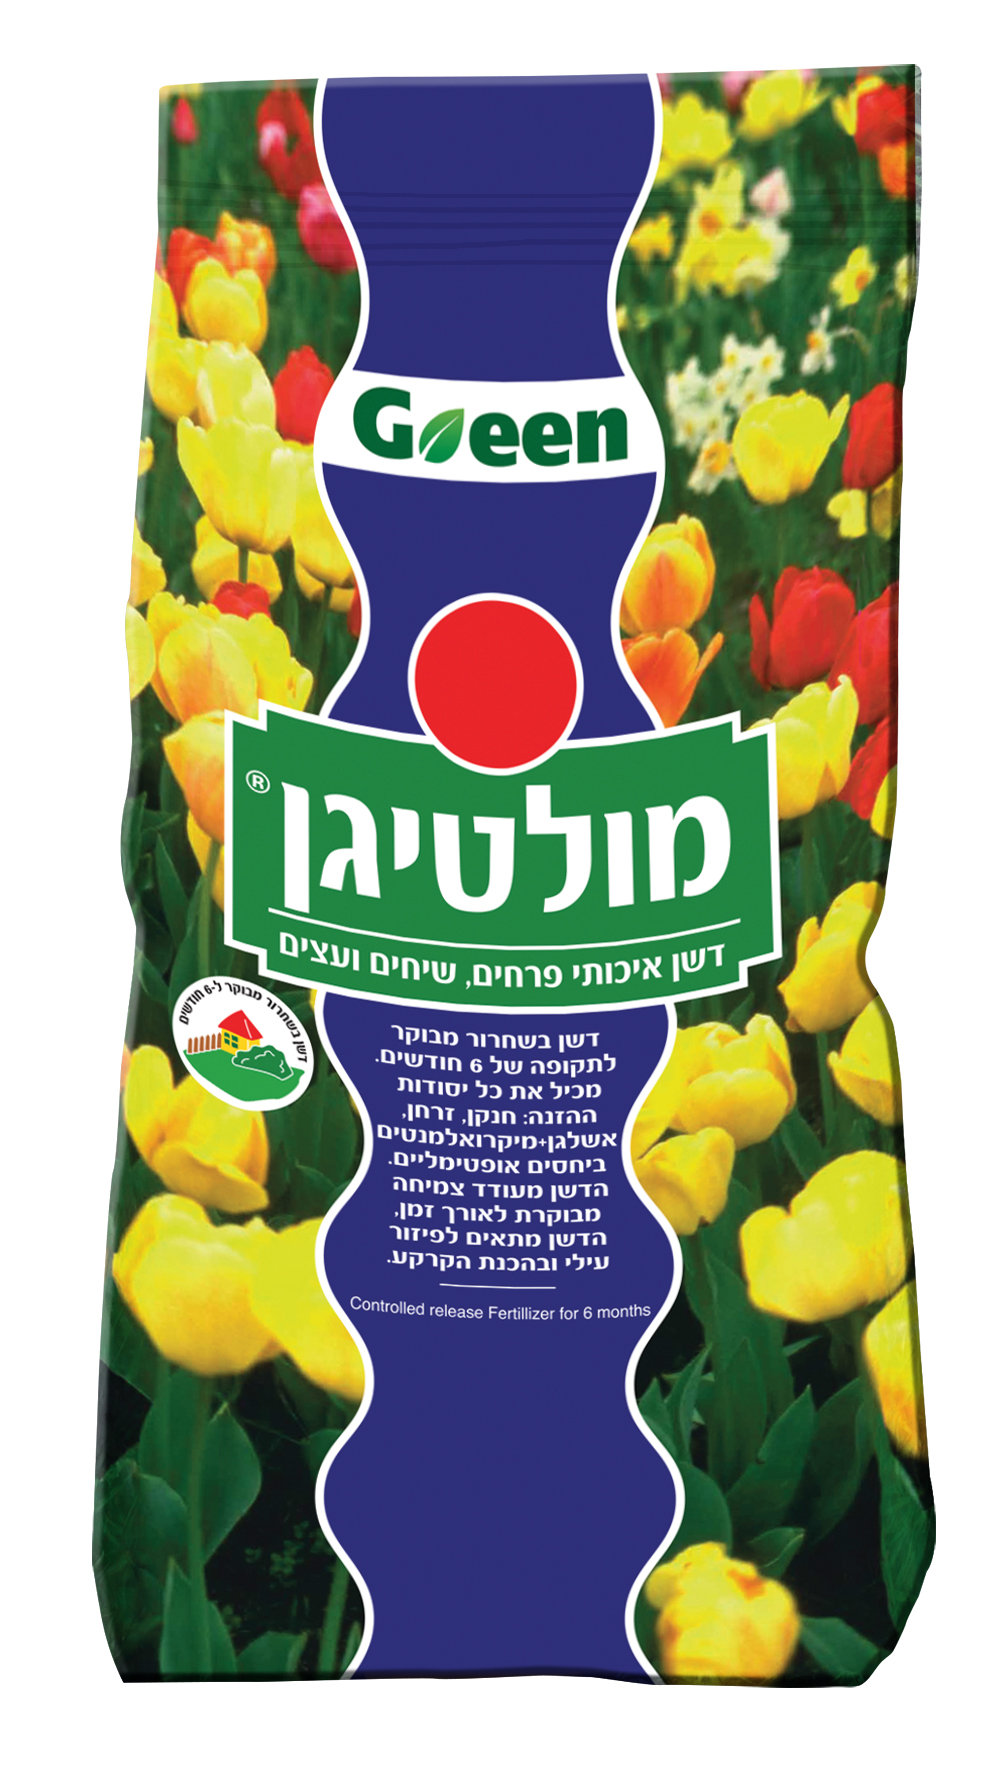 Green
מולטיגן®
דשן איכותי פרחים, שיחים ועצים
דשן בשחרור מבוקר ל-6 חודשים
דשן בשחרור מבוקר
לתקופה של 6 חודשים.
מכיל את כל יסודות
ההזנה: חנקן, זרחן,
אשלגן+מיקרואלמנטים
ביחסים אופטימליים.
הדשן מעודד צמיחה
מבוקרת לאורך זמן,
הדשן מתאים לפיזור
עילי ובהכנת הקרקע.
Controlled release Fertillizer for 6 months